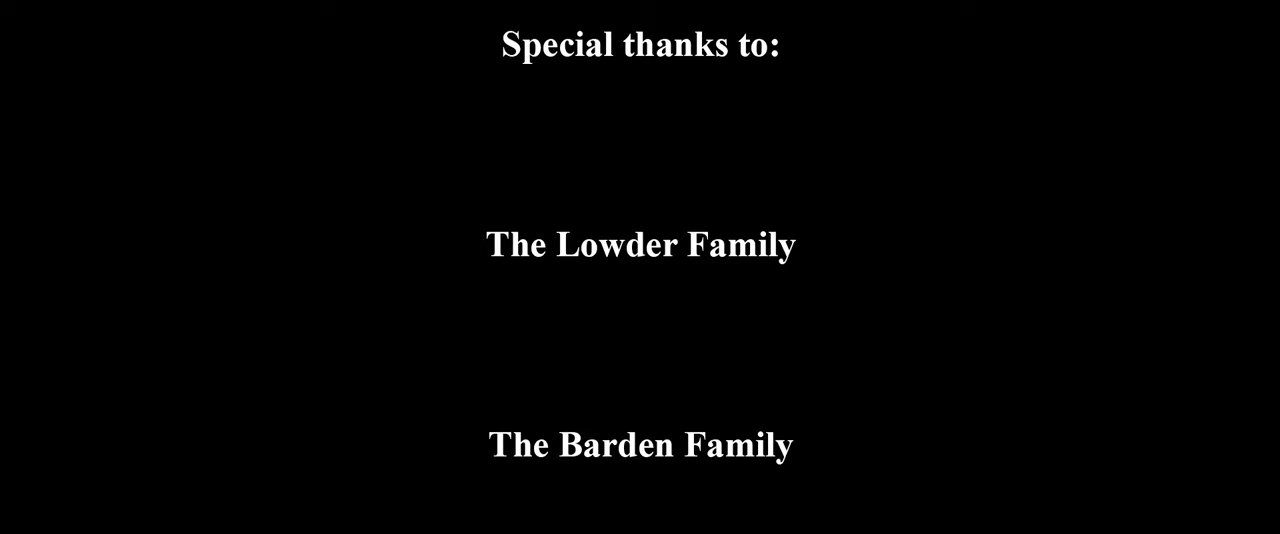 Special thanks to:
The Lowder Family
The Barden Family